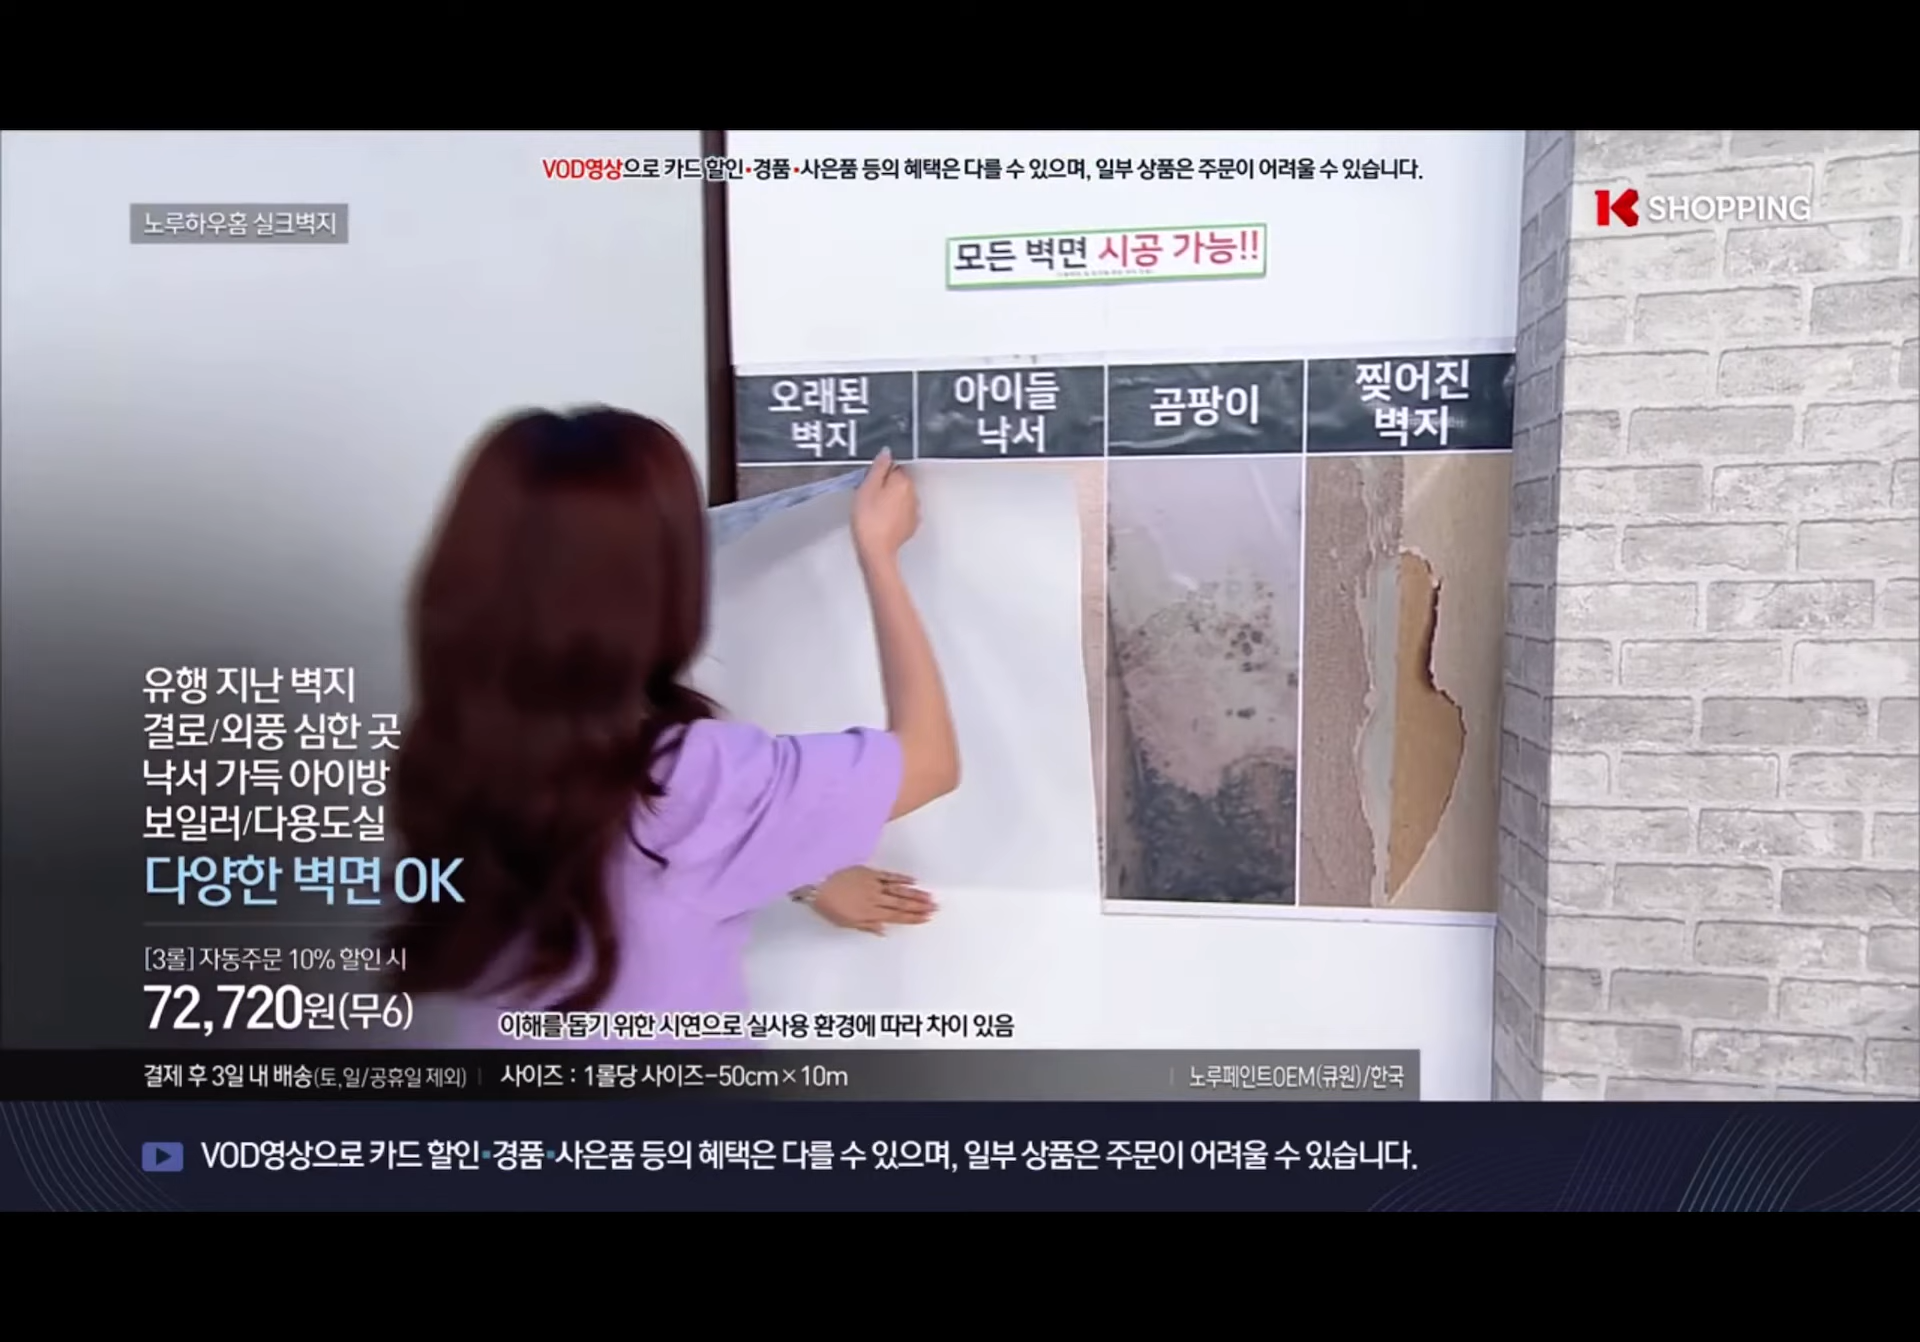 VOD영상으로 카드 할인·경품·사은품 등의 혜택은 다를 수 있으며, 일부 상품은 주문이 어려울 수 있습니다.
노루하우홈 실크벽지
K SHOPPING
모든 벽면 시공 가능!!
오래된
벽지
아이들
낙서
곰팡이
찢어진
벽지
유행 지난 벽지
결로/외풍 심한 곳
낙서 가득 아이방
보일러/다용도실
다양한 벽면 OK
[3롤] 자동주문 10% 할인 시
72,720원(무6)
이해를 돕기 위한 시연으로 실사용 환경에 따라 차이 있음
결제 후 3일 내 배송(토,일/공휴일 제외) | 사이즈 : 1롤당 사이즈-50cm×10m | 노루페인트OEM(큐원)/한국
VOD영상으로 카드 할인·경품·사은품 등의 혜택은 다를 수 있으며, 일부 상품은 주문이 어려울 수 있습니다.